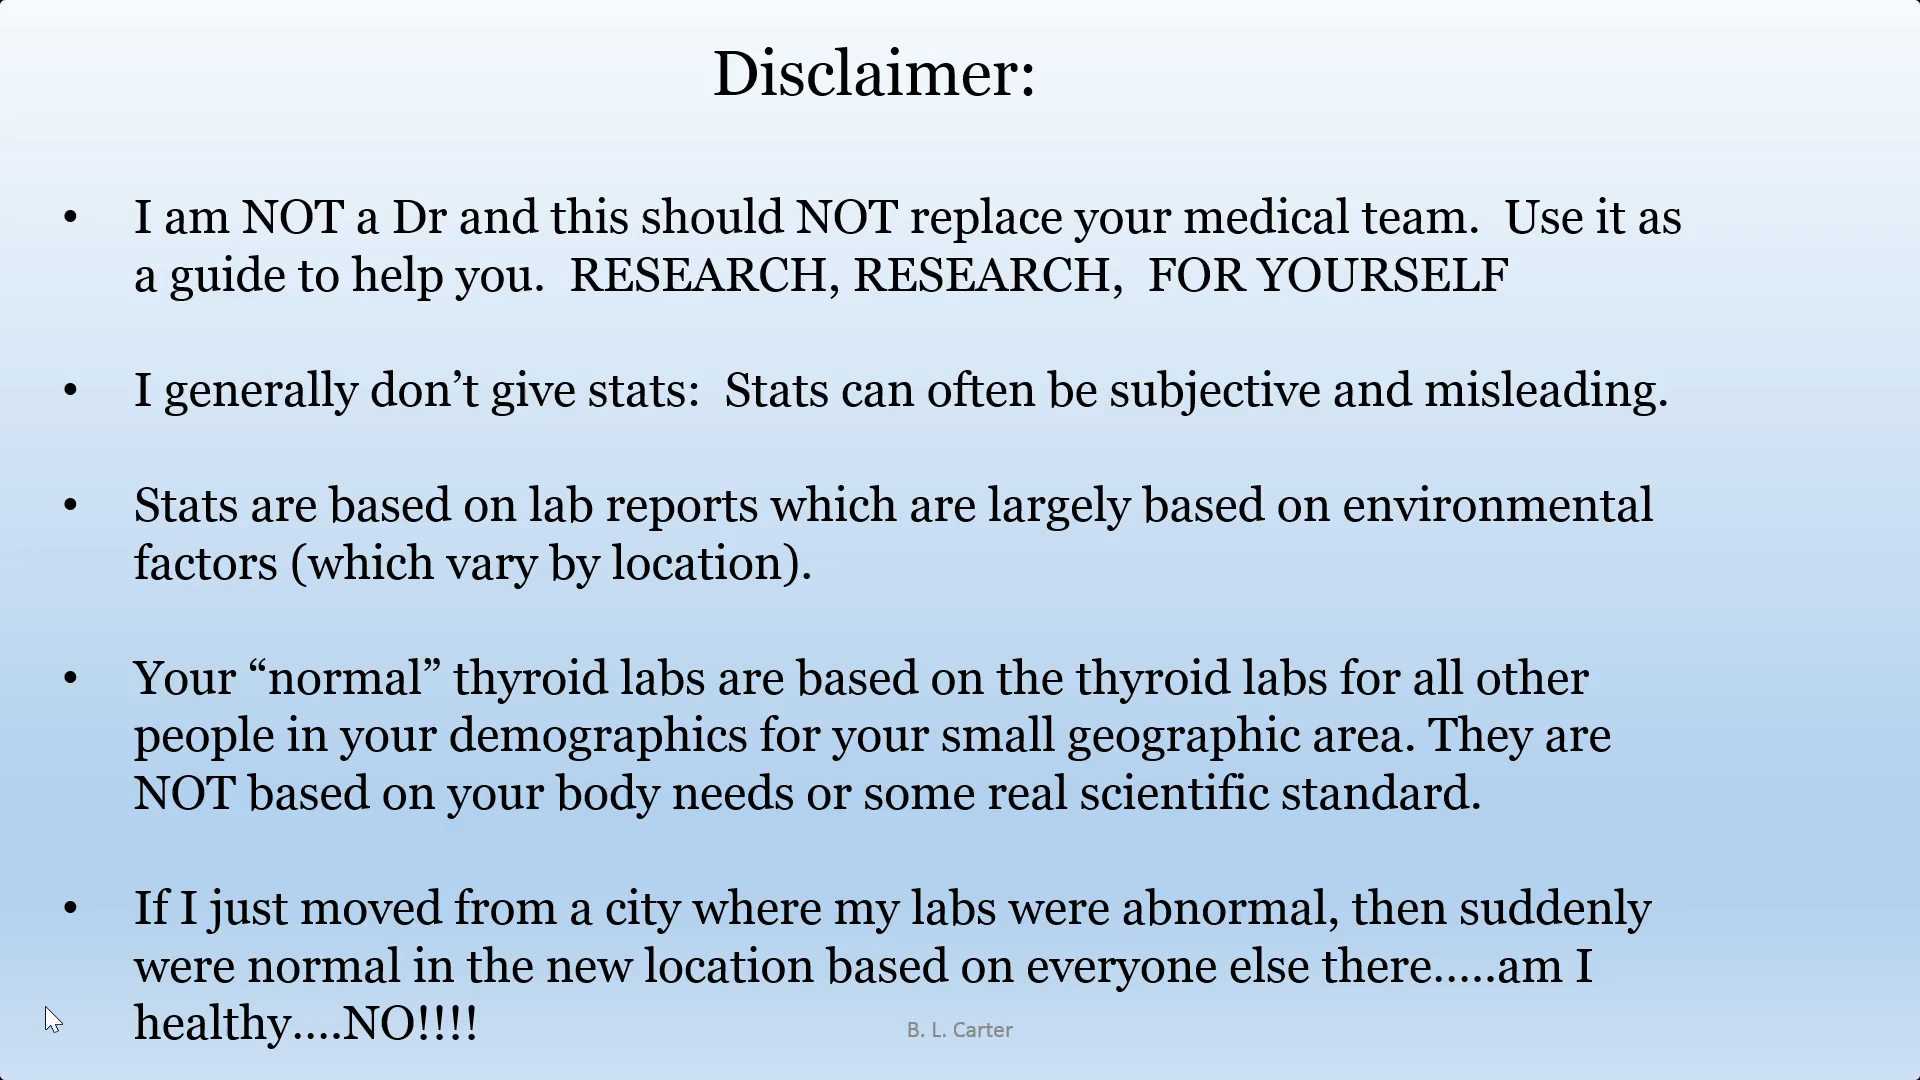 Disclaimer:
• I am NOT a Dr and this should NOT replace your medical team.  Use it as
a guide to help you.  RESEARCH, RESEARCH,  FOR YOURSELF
• I generally don’t give stats:  Stats can often be subjective and misleading.
• Stats are based on lab reports which are largely based on environmental
factors (which vary by location).
• Your “normal” thyroid labs are based on the thyroid labs for all other
people in your demographics for your small geographic area. They are
NOT based on your body needs or some real scientific standard.
• If I just moved from a city where my labs were abnormal, then suddenly
were normal in the new location based on everyone else there.....am I
healthy....NO!!!!
B. L. Carter